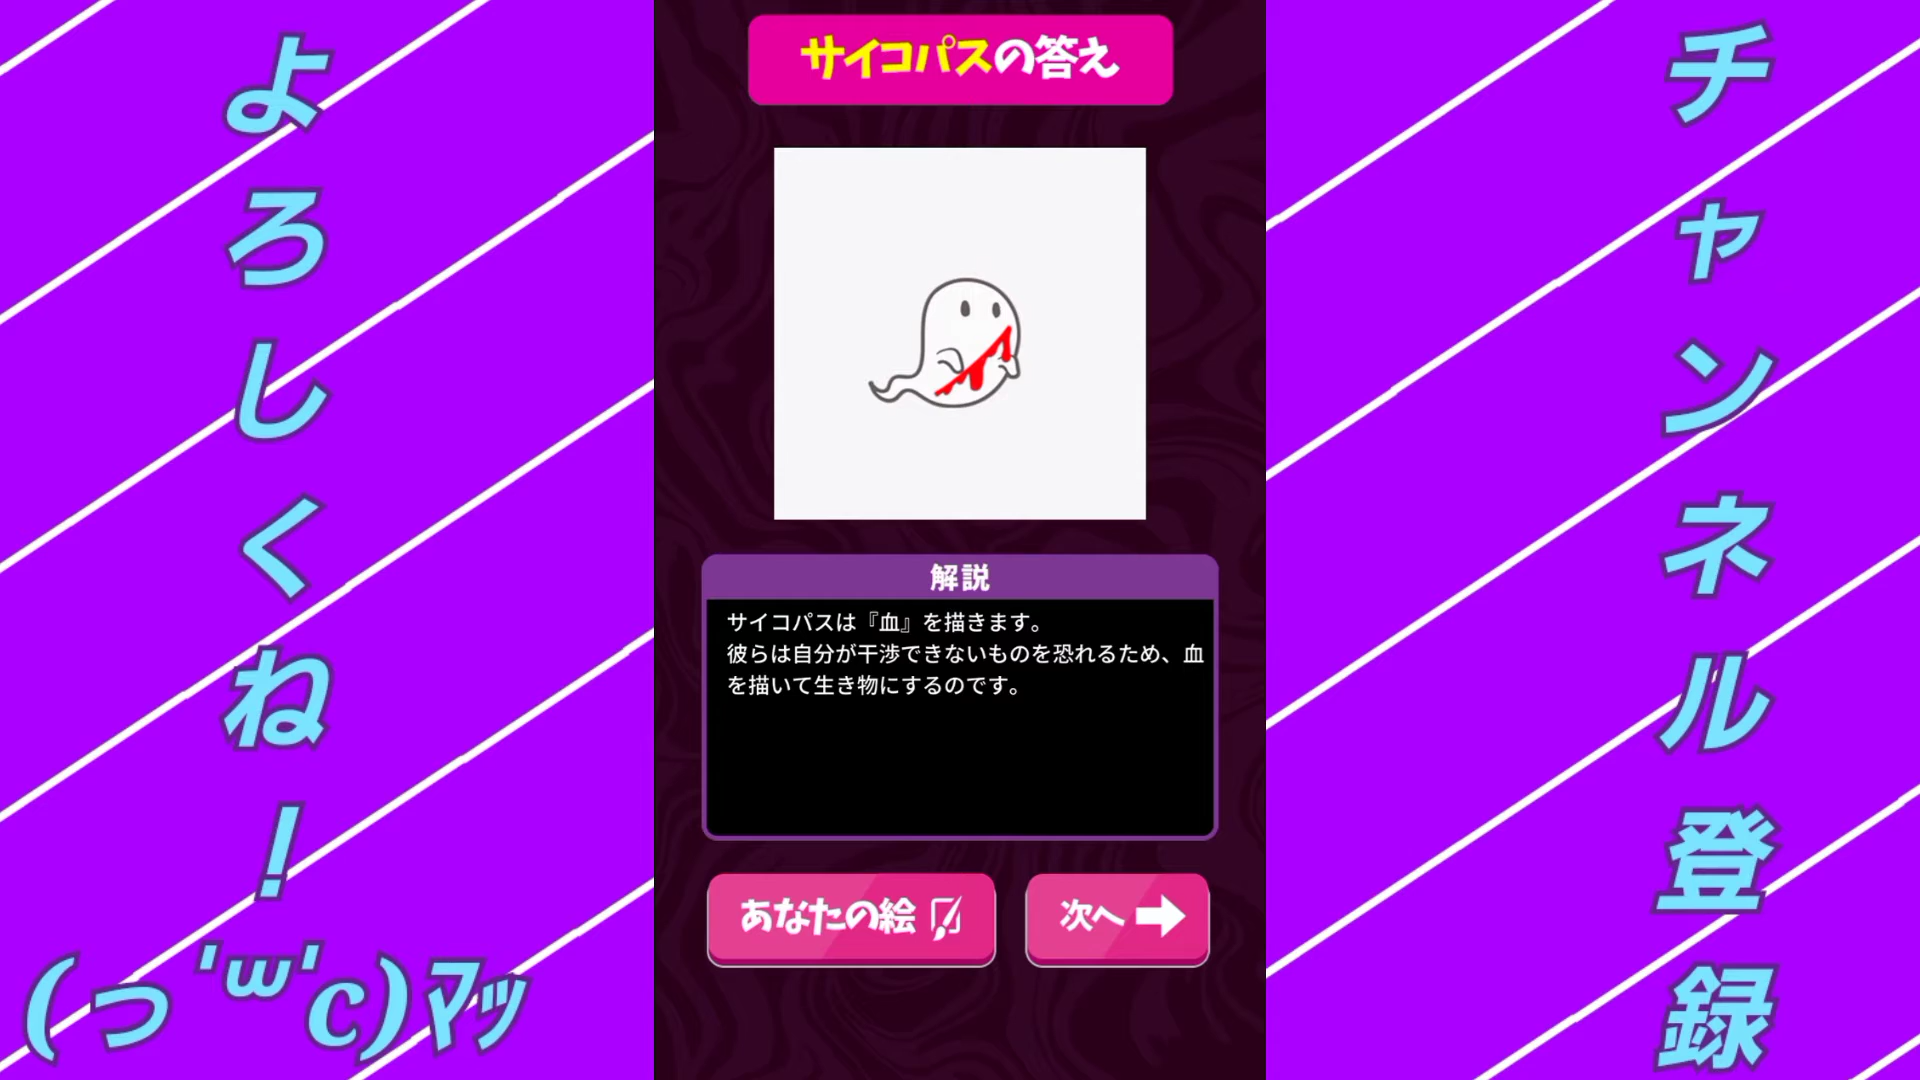 よろしくね！
(っ'ш'c)ﾏｯ
サイコパスの答え
解説
サイコパスは『血』を描きます。
彼らは自分が干渉できないものを恐れるため、血
を描いて生き物にするのです。
あなたの絵
次へ
チャンネル登録